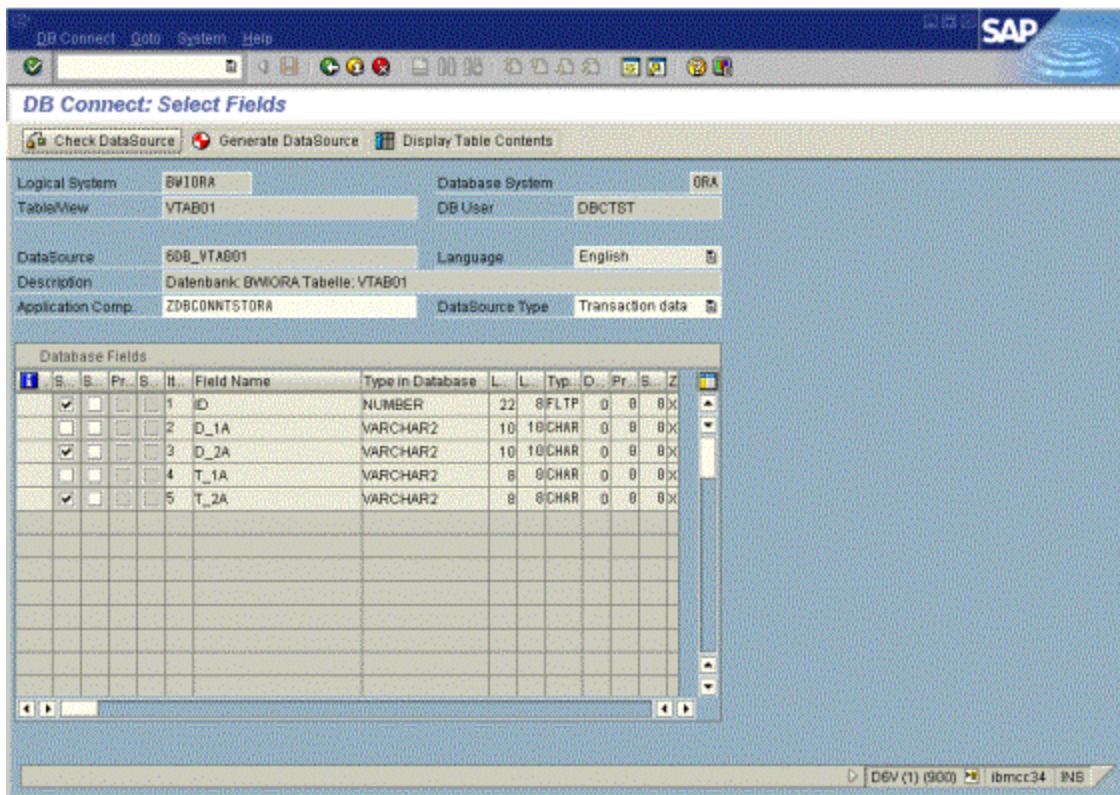 DB Connect Goto System Help
SAP
DB Connect: Select Fields
Check DataSource Generate DataSource Display Table Contents
Logical System BWIORA Database System ORA
Table/View VTAB01 DB User DBCTST
DataSource 6DB_VTAB01 Language English
Description Datenbank: BWIORA Tabelle: VTAB01
Application Comp. ZDBCONNTSTORA DataSource Type Transaction data
Database Fields
S.. S.. Pr.. S.. It.. Field Name Type in Database L.. L.. Typ.. D.. Pr.. S.. Z
1 ID NUMBER 22 8 FLTP 0 0 0 X
2 D_1A VARCHAR2 10 10 CHAR 0 0 0 X
3 D_2A VARCHAR2 10 10 CHAR 0 0 0 X
4 T_1A VARCHAR2 8 8 CHAR 0 0 0 X
5 T_2A VARCHAR2 8 8 CHAR 0 0 0 X
D6V (1) (900) ibmcc34 INS